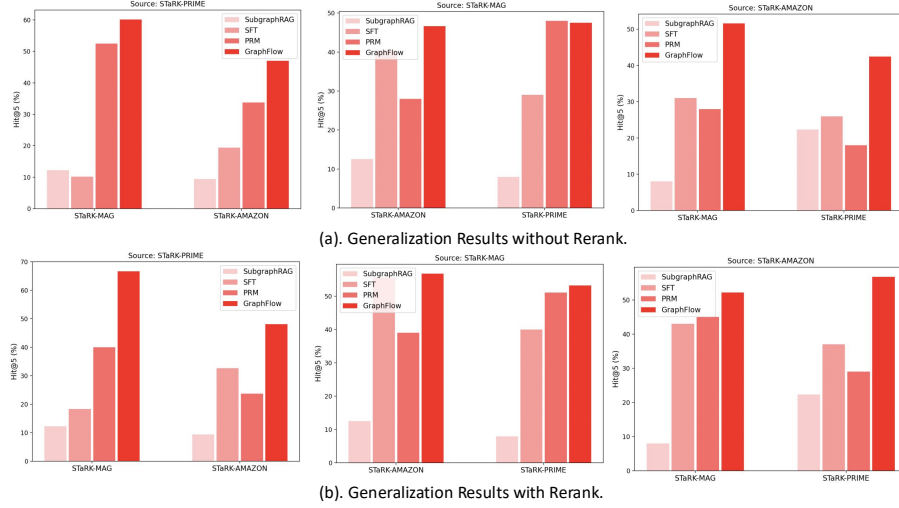 Source: STaRK-PRIME
Hit@5 (%)
60
50
40
30
20
10
0
SubgraphRAG
SFT
PRM
GraphFlow
STaRK-MAG
STaRK-AMAZON
Source: STaRK-MAG
Hit@5 (%)
50
40
30
20
10
0
SubgraphRAG
SFT
PRM
GraphFlow
STaRK-AMAZON
STaRK-PRIME
Source: STaRK-AMAZON
Hit@5 (%)
50
40
30
20
10
0
SubgraphRAG
SFT
PRM
GraphFlow
STaRK-MAG
STaRK-PRIME
(a). Generalization Results without Rerank.
Source: STaRK-PRIME
Hit@5 (%)
70
60
50
40
30
20
10
0
SubgraphRAG
SFT
PRM
GraphFlow
STaRK-MAG
STaRK-AMAZON
Source: STaRK-MAG
Hit@5 (%)
50
40
30
20
10
0
SubgraphRAG
SFT
PRM
GraphFlow
STaRK-AMAZON
STaRK-PRIME
Source: STaRK-AMAZON
Hit@5 (%)
50
40
30
20
10
0
SubgraphRAG
SFT
PRM
GraphFlow
STaRK-MAG
STaRK-PRIME
(b). Generalization Results with Rerank.